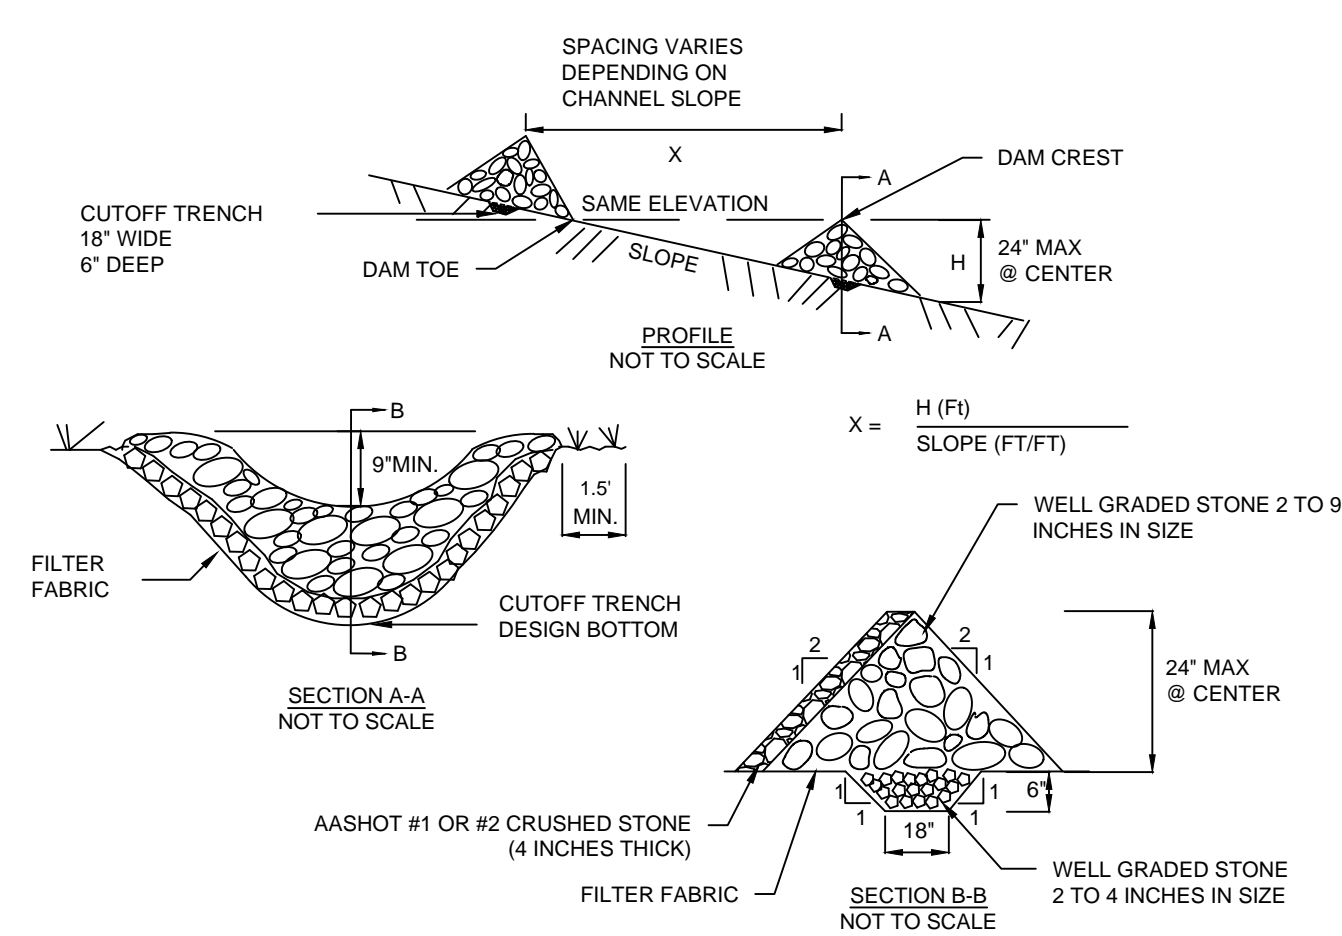 SPACING VARIES
DEPENDING ON
CHANNEL SLOPE
X
DAM CREST
A
SAME ELEVATION
CUTOFF TRENCH
18" WIDE
6" DEEP
DAM TOE
SLOPE
H
24" MAX
@ CENTER
A
PROFILE
NOT TO SCALE
X =
H (Ft)
SLOPE (FT/FT)
B
9"MIN.
1.5'
MIN.
FILTER
FABRIC
CUTOFF TRENCH
DESIGN BOTTOM
B
SECTION A-A
NOT TO SCALE
WELL GRADED STONE 2 TO 9
INCHES IN SIZE
2
1
2
1
24" MAX
@ CENTER
1
1
1
1
6"
18"
AASHOT #1 OR #2 CRUSHED STONE
(4 INCHES THICK)
FILTER FABRIC
WELL GRADED STONE
2 TO 4 INCHES IN SIZE
SECTION B-B
NOT TO SCALE